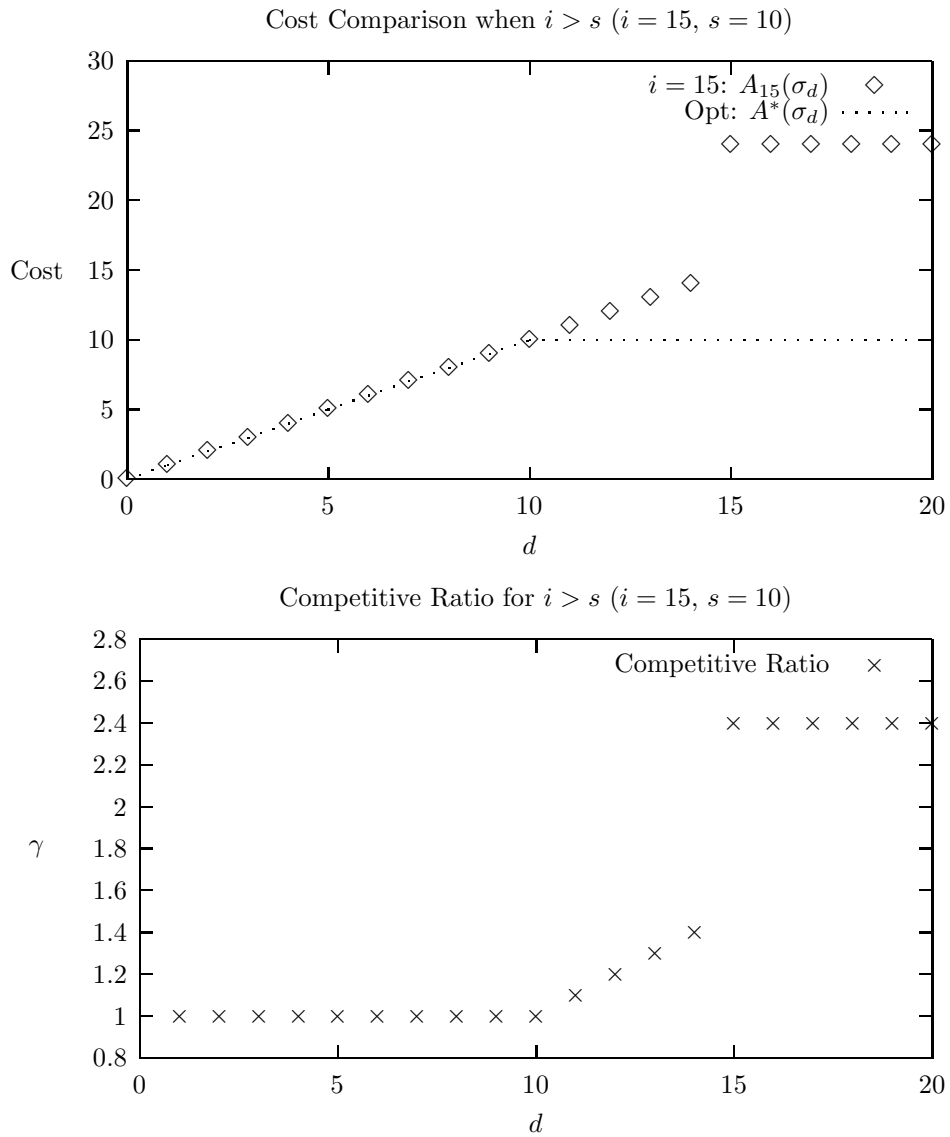 Cost Comparison when i > s (i = 15, s = 10)
30
i = 15: A₁₅(σ_d)
Opt: A*(σ_d)
25
20
Cost 15
10
5
0
0 5 10 15 20
d
Competitive Ratio for i > s (i = 15, s = 10)
2.8
Competitive Ratio
2.6
2.4
2.2
2
γ 1.8
1.6
1.4
1.2
1
0.8
0 5 10 15 20
d